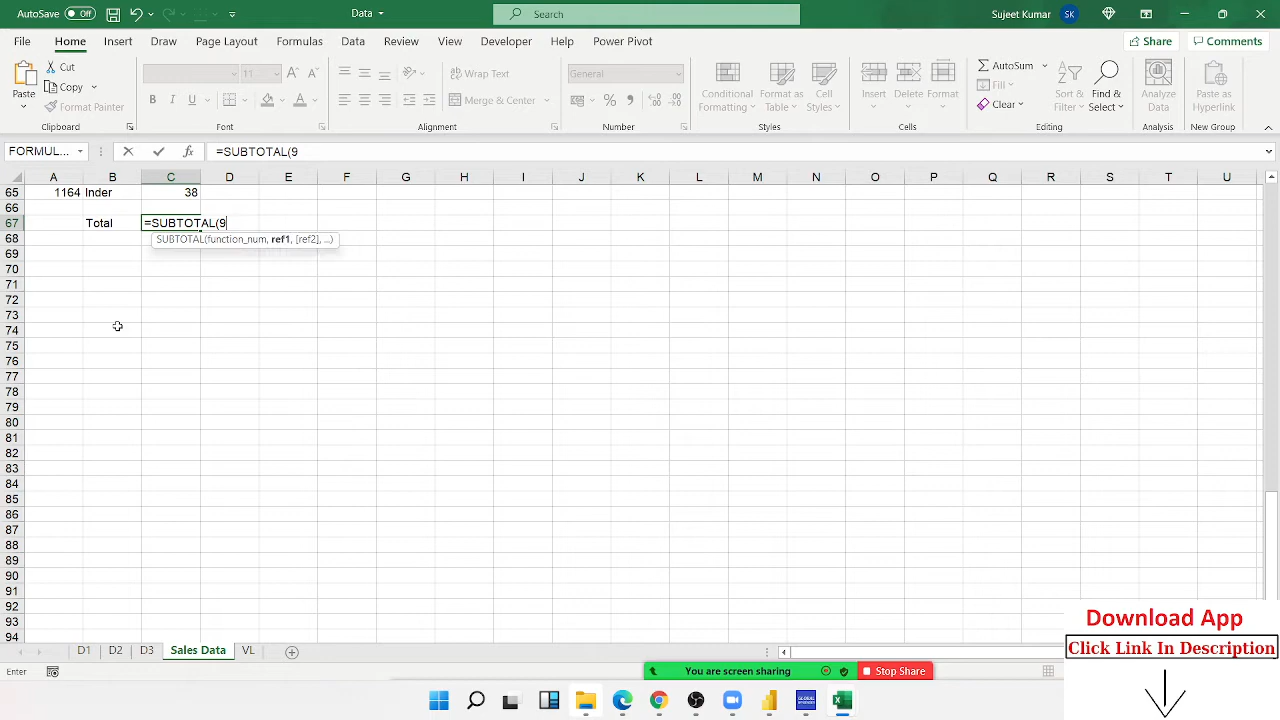 AutoSave Off Data Search Sujeet Kumar SK
File Home Insert Draw Page Layout Formulas Data Review View Developer Help Power Pivot Share Comments
Paste Cut Copy Format Painter Clipboard
11 B I U A A A Font
ab Wrap Text Merge & Center Alignment
General % , Number
Conditional Formatting Format as Table Cell Styles Styles
Insert Delete Format Cells
AutoSum Fill Clear Sort & Filter Find & Select Editing
Analyze Data Analysis
Paste as Hyperlink New Group
FORMUL... fx =SUBTOTAL(9
A B C D E F G H I J K L M N O P Q R S T U
65 1164 Inder 38
66
67 Total =SUBTOTAL(9
68 SUBTOTAL(function_num, ref1, [ref2], ...)
69
70
71
72
73
74
75
76
77
78
79
80
81
82
83
84
85
86
87
88
89
90
91
92
93
94
Download App
Click Link In Description
D1 D2 D3 Sales Data VL
Enter You are screen sharing Stop Share